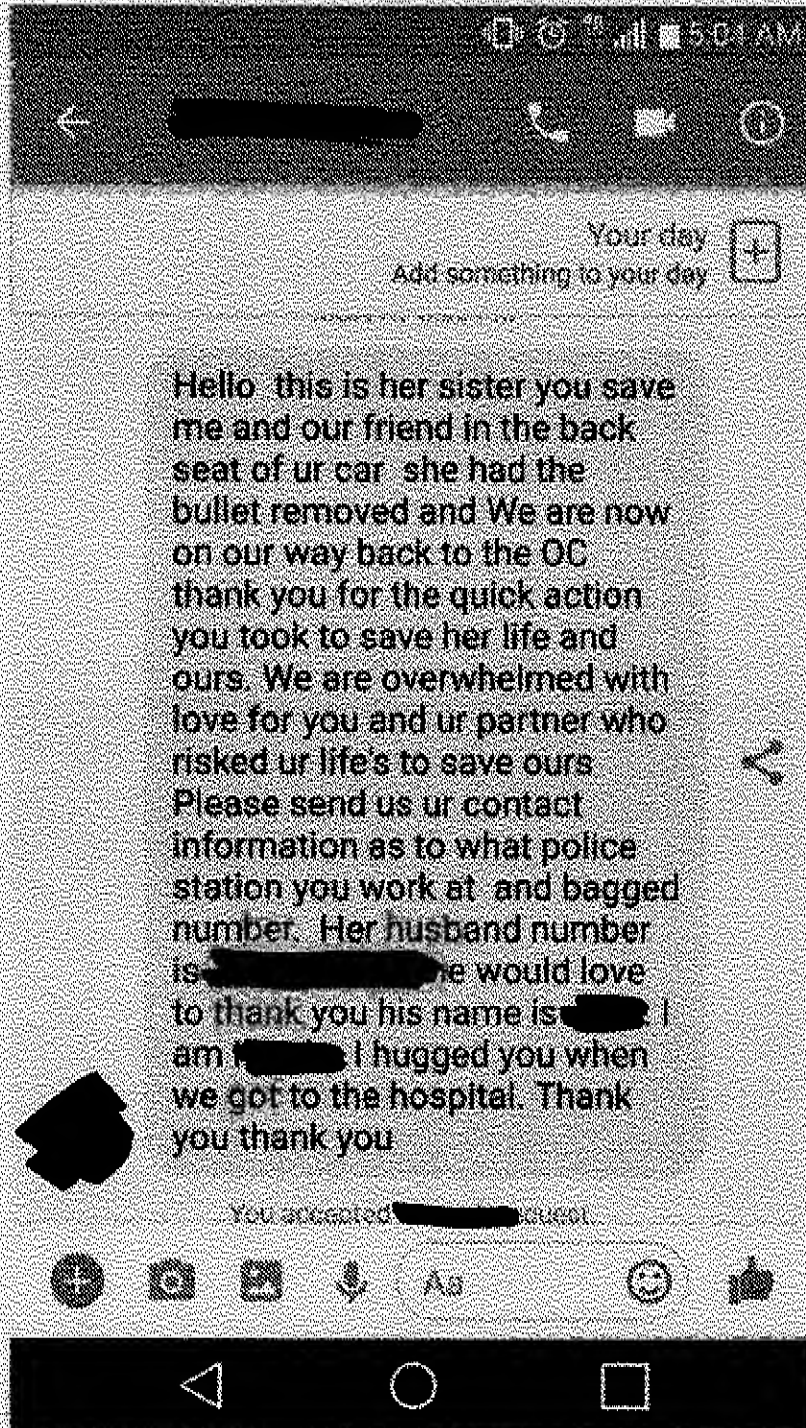 4G 5:04 AM
Your day
Add something to your day
Hello this is her sister you save
me and our friend in the back
seat of ur car she had the
bullet removed and We are now
on our way back to the OC
thank you for the quick action
you took to save her life and
ours. We are overwhelmed with
love for you and ur partner who
risked ur life's to save ours
Please send us ur contact
information as to what police
station you work at and bagged
number. Her husband number
is e would love
to thank you his name is I
am I hugged you when
we got to the hospital. Thank
you thank you
You accepted
Aa